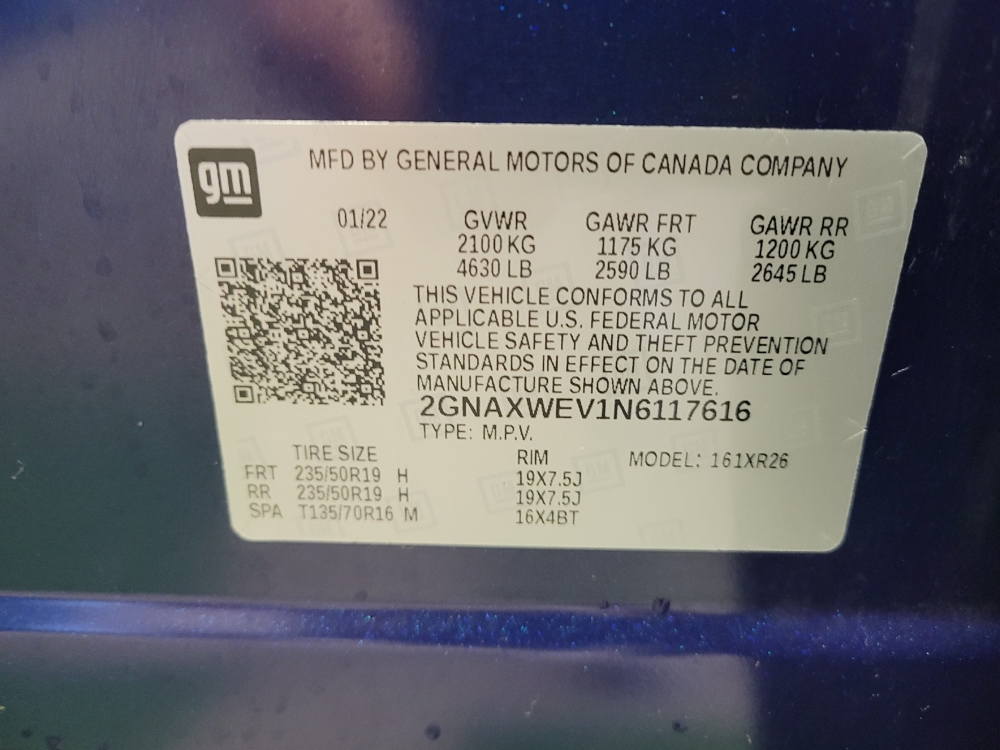 gm
MFD BY GENERAL MOTORS OF CANADA COMPANY
01/22 GVWR GAWR FRT GAWR RR
2100 KG 1175 KG 1200 KG
4630 LB 2590 LB 2645 LB
THIS VEHICLE CONFORMS TO ALL
APPLICABLE U.S. FEDERAL MOTOR
VEHICLE SAFETY AND THEFT PREVENTION
STANDARDS IN EFFECT ON THE DATE OF
MANUFACTURE SHOWN ABOVE.
2GNAXWEV1N6117616
TYPE: M.P.V.
TIRE SIZE RIM MODEL: 161XR26
FRT 235/50R19 H 19X7.5J
RR 235/50R19 H 19X7.5J
SPA T135/70R16 M 16X4BT